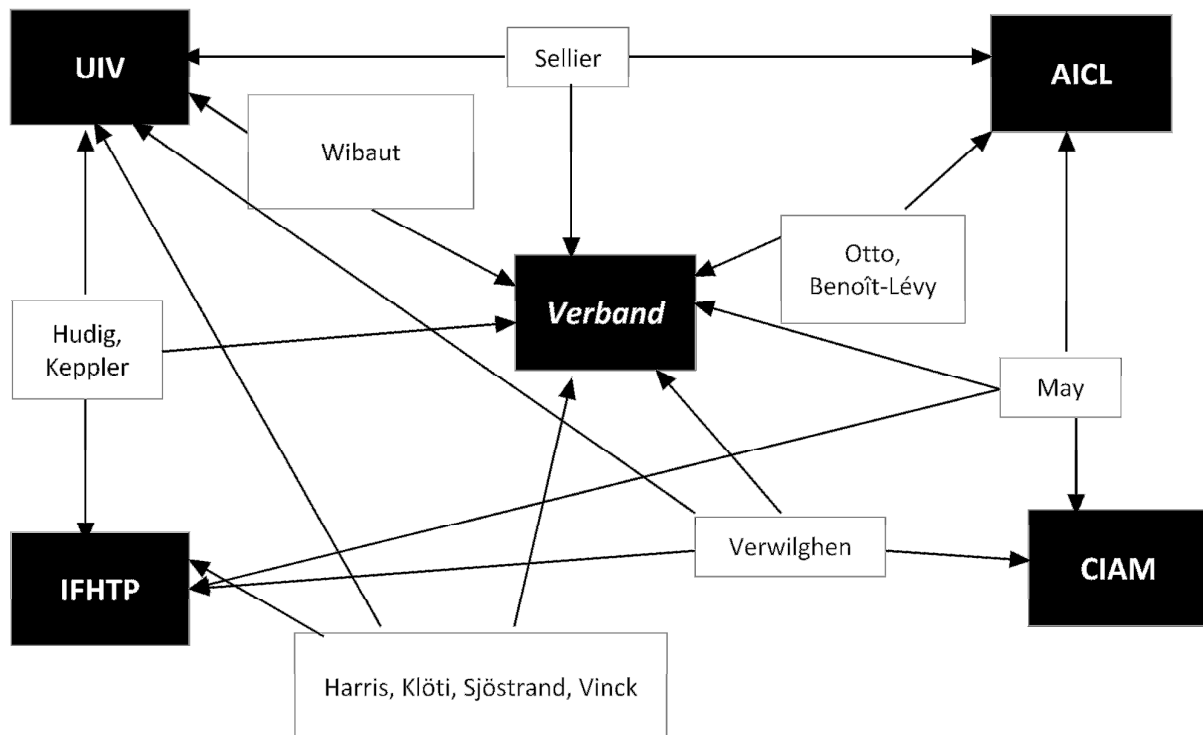 UIV
Sellier
AICL
Wibaut
Otto,
Benoît-Lévy
Verband
Hudig,
Keppler
May
Verwilghen
IFHTP
CIAM
Harris, Klöti, Sjöstrand, Vinck